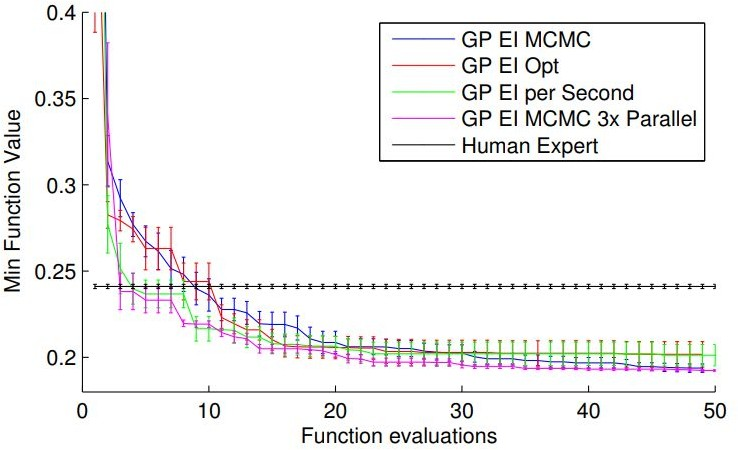 0.4
0.35
0.3
0.25
0.2
Min Function Value
GP EI MCMC
GP EI Opt
GP EI per Second
GP EI MCMC 3x Parallel
Human Expert
0 10 20 30 40 50
Function evaluations